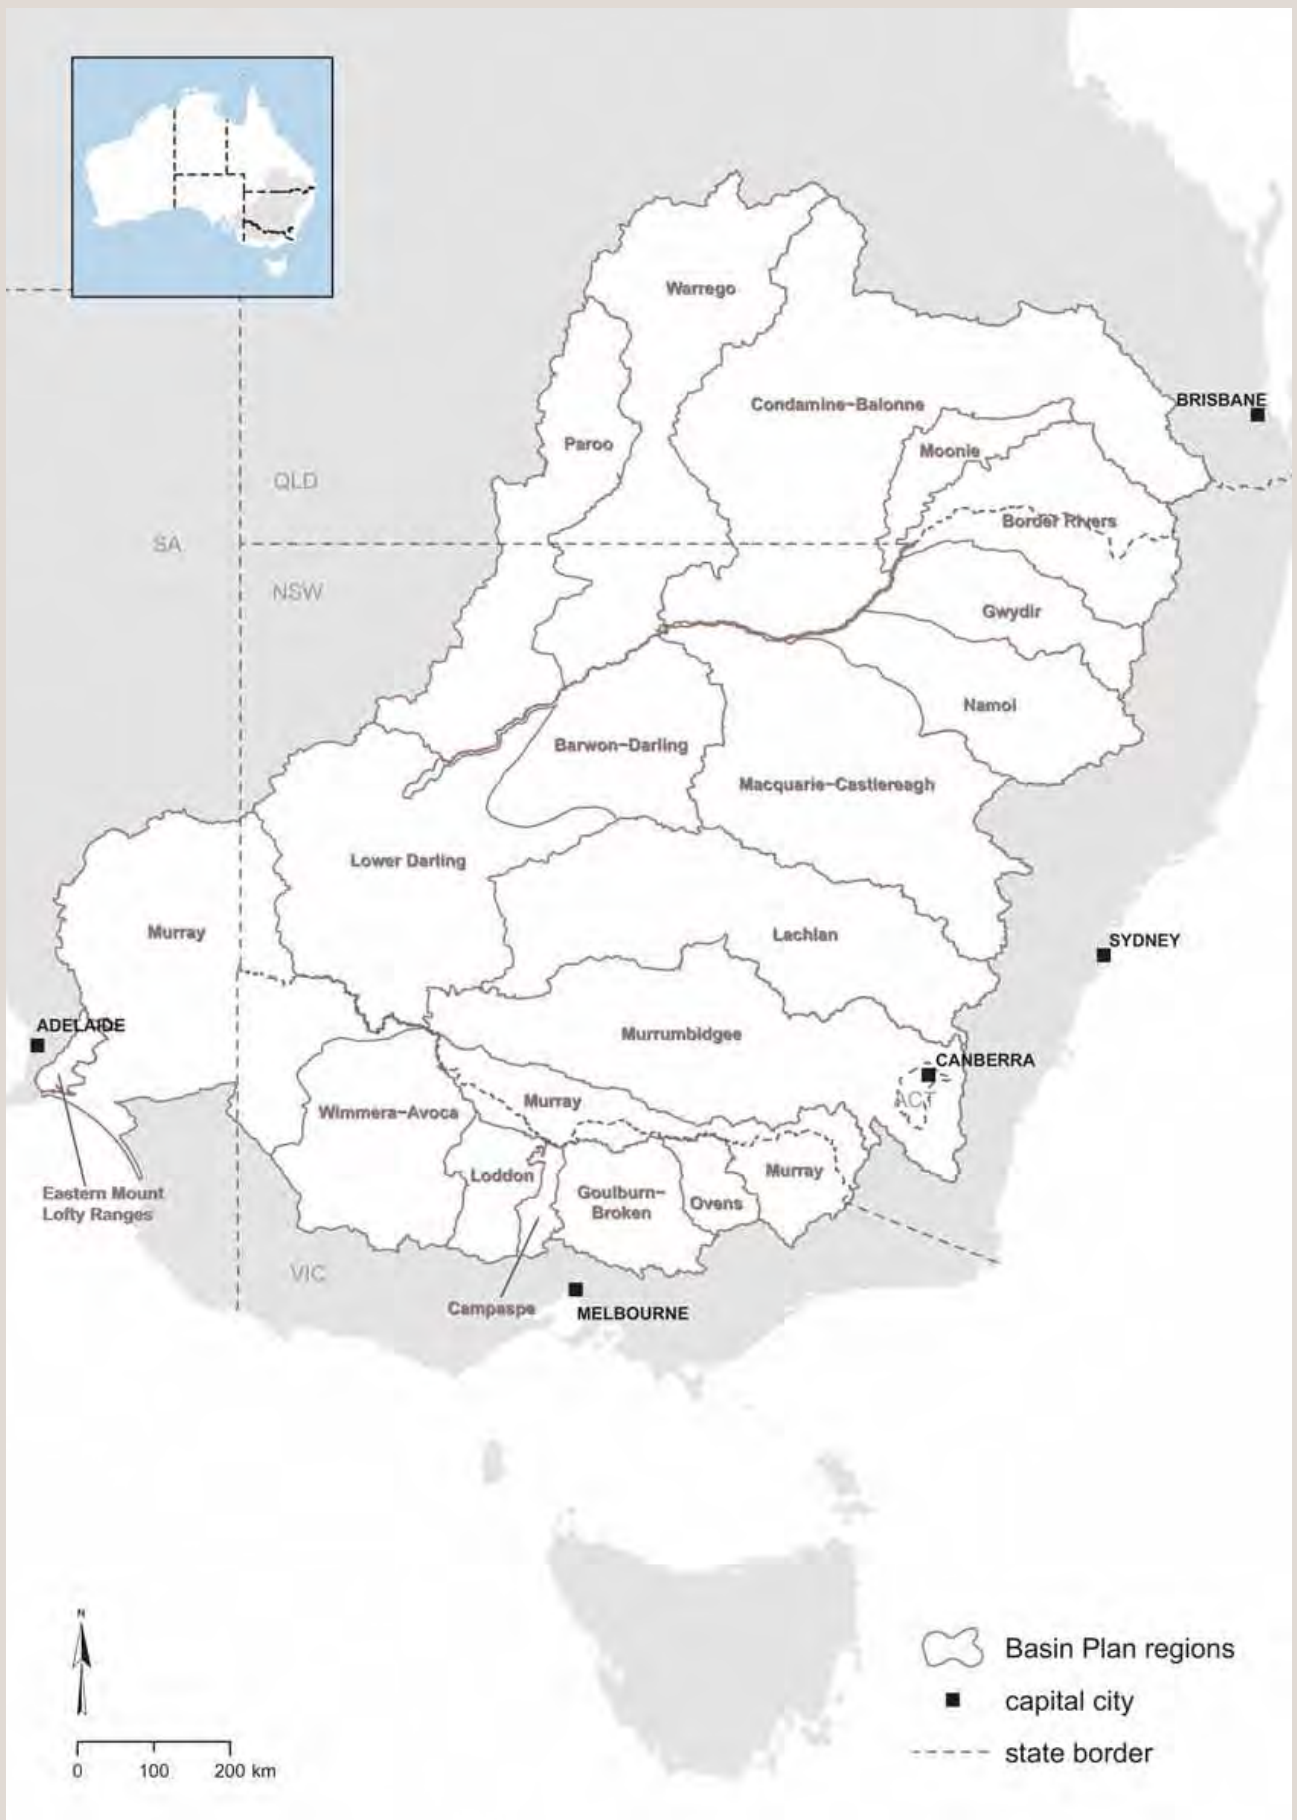 Warrego
Condamine-Balonne
BRISBANE
Paroo
Moonie
QLD
Border Rivers
SA
NSW
Gwydir
Namoi
Barwon-Darling
Macquarie-Castlereagh
Lower Darling
Murray
Lachlan
SYDNEY
ADELAIDE
Murrumbidgee
CANBERRA
ACT
Murray
Wimmera-Avoca
Loddon
Murray
Eastern Mount
Lofty Ranges
Goulburn-
Broken
Ovens
VIC
Campaspe
MELBOURNE
N
0 100 200 km
Basin Plan regions
capital city
state border